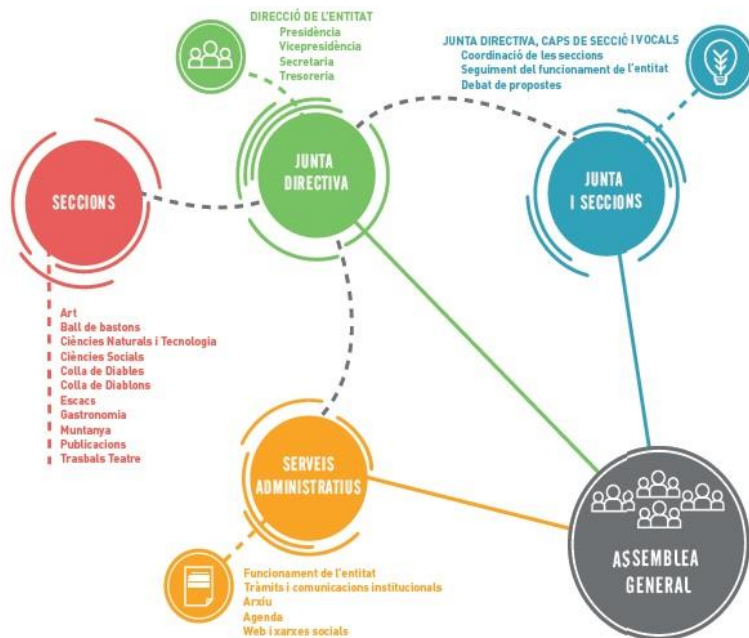 DIRECCIÓ DE L'ENTITAT
Presidència
Vicepresidència
Secretaria
Tresoreria
JUNTA DIRECTIVA, CAPS DE SECCIÓ I VOCALS
Coordinació de les seccions
Seguiment del funcionament de l'entitat
Debat de propostes
JUNTA
DIRECTIVA
JUNTA
I SECCIONS
SECCIONS
Art
Ball de bastons
Ciències Naturals i Tecnologia
Ciències Socials
Colla de Diables
Colla de Diablons
Escacs
Gastronomia
Muntanya
Publicacions
Trasbals Teatre
SERVEIS
ADMINISTRATIUS
ASSEMBLEA
GENERAL
Funcionament de l'entitat
Tràmits i comunicacions institucionals
Arxiu
Agenda
Web i xarxes socials